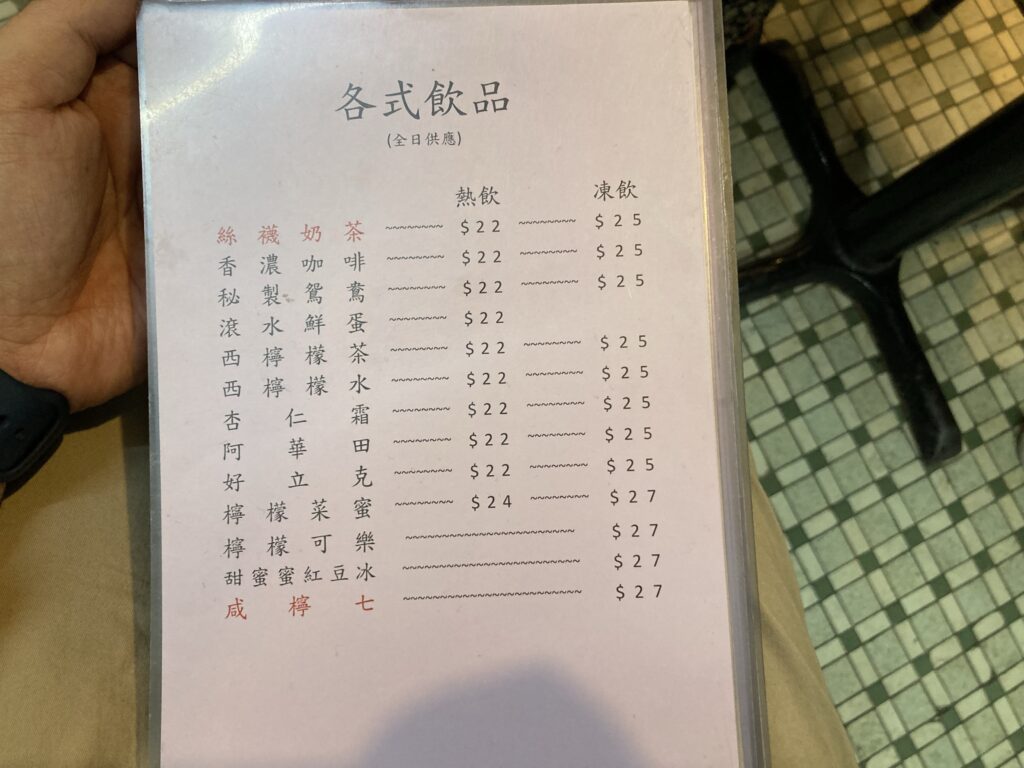 各式飲品
(全日供應)
熱飲 凍飲
絲襪奶茶 ~~~~~~~~ $22 ~~~~~~~~ $25
香濃咖啡 ~~~~~~~~ $22 ~~~~~~~~ $25
秘製鴛鴦 ~~~~~~~~ $22 ~~~~~~~~ $25
滾水鮮蛋 ~~~~~~~~ $22
西檸檬茶 ~~~~~~~~ $22 ~~~~~~~~ $25
西檸檬水 ~~~~~~~~ $22 ~~~~~~~~ $25
杏仁霜 ~~~~~~~~ $22 ~~~~~~~~ $25
阿華田 ~~~~~~~~ $22 ~~~~~~~~ $25
好立克 ~~~~~~~~ $22 ~~~~~~~~ $25
檸檬菜蜜 ~~~~~~~~ $24 ~~~~~~~~ $27
檸檬可樂 ~~~~~~~~~~~~~~~~~~~~~~~~ $27
甜蜜蜜紅豆冰 ~~~~~~~~~~~~~~~~~~~~~~~~ $27
咸檸七 ~~~~~~~~~~~~~~~~~~~~~~~~ $27